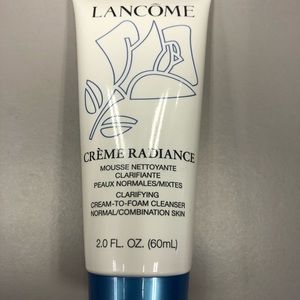 LANCÔME
CRÈME RADIANCE
MOUSSE NETTOYANTE
CLARIFIANTE
PEAUX NORMALES/MIXTES
CLARIFYING
CREAM-TO-FOAM CLEANSER
NORMAL/COMBINATION SKIN
2.0 FL. OZ. (60mL)